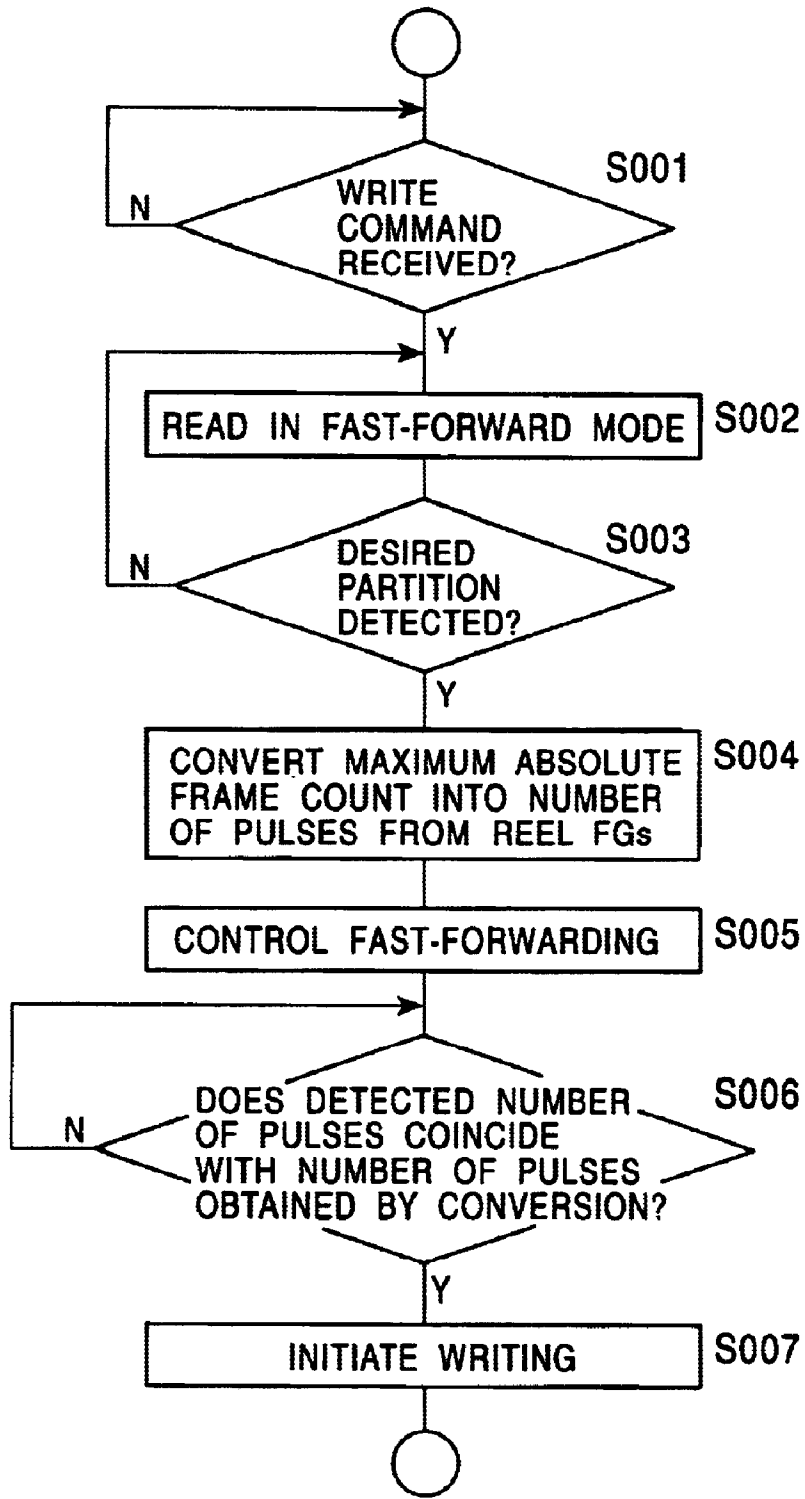 S001
WRITE
COMMAND
RECEIVED?
N
Y
READ IN FAST-FORWARD MODE
S002
S003
DESIRED
PARTITION
DETECTED?
N
Y
CONVERT MAXIMUM ABSOLUTE
FRAME COUNT INTO NUMBER
OF PULSES FROM REEL FGs
S004
CONTROL FAST-FORWARDING
S005
DOES DETECTED NUMBER
OF PULSES COINCIDE
WITH NUMBER OF PULSES
OBTAINED BY CONVERSION?
S006
N
Y
INITIATE WRITING
S007